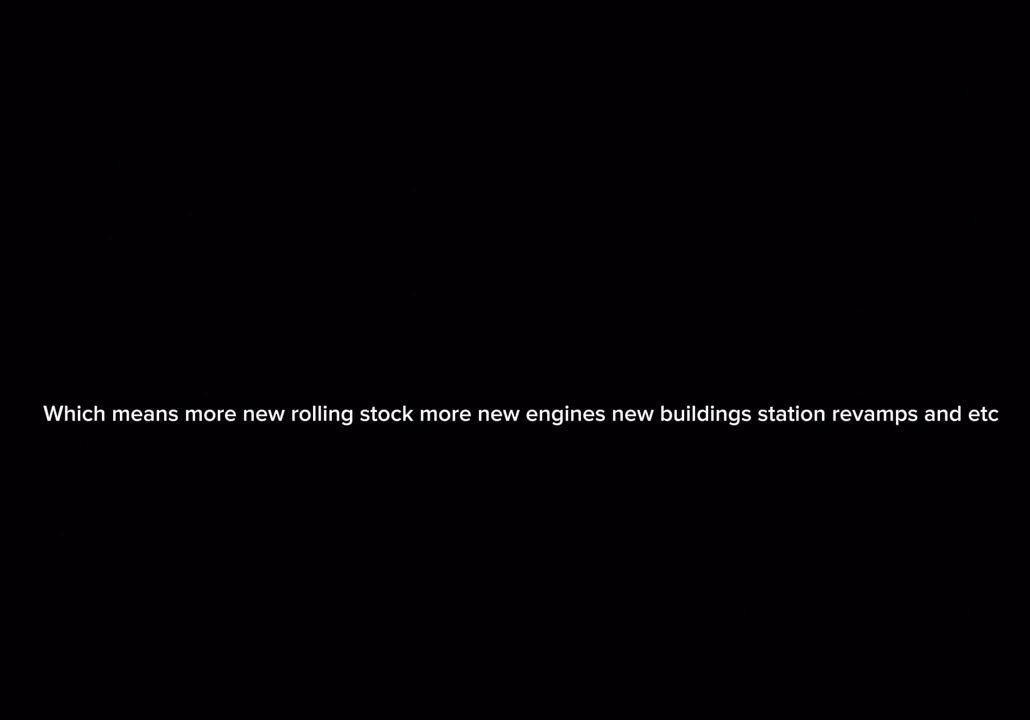 Which means more new rolling stock more new engines new buildings station revamps and etc